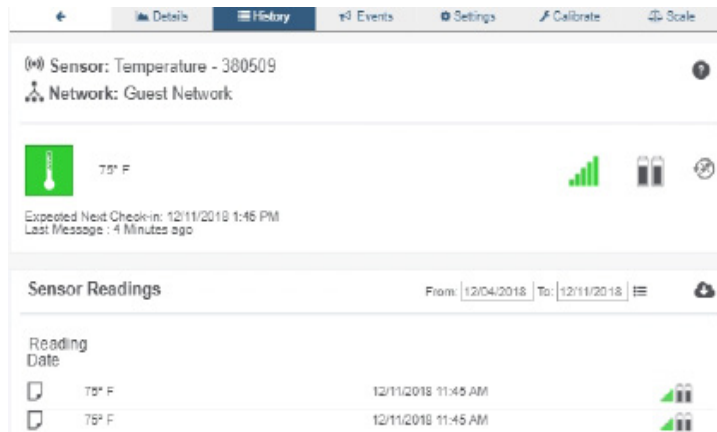 Details History Events Settings Calibrate Scale
Sensor: Temperature - 380509
Network: Guest Network
75° F
Expected Next Check-in: 12/11/2018 1:45 PM
Last Message : 4 Minutes ago
Sensor Readings From: 12/04/2018 To: 12/11/2018
Reading
Date
75° F 12/11/2018 11:45 AM
75° F 12/11/2018 11:45 AM